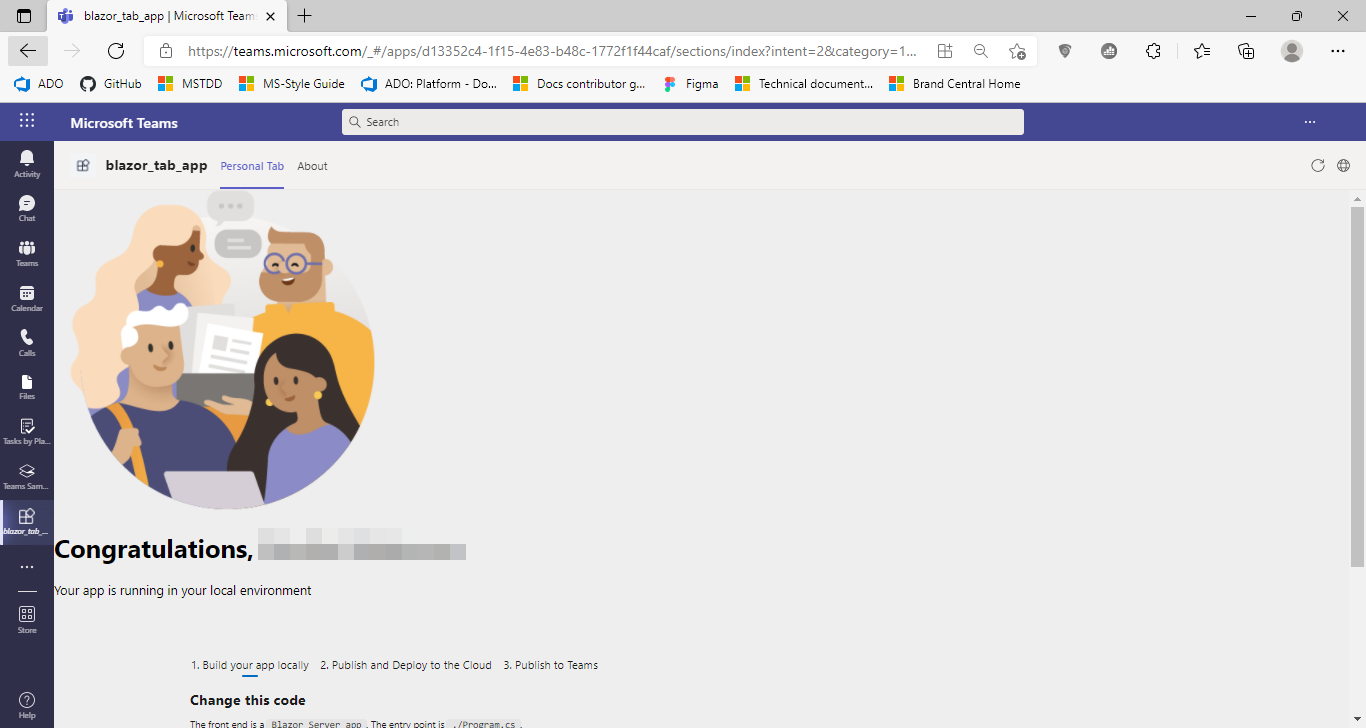 blazor_tab_app | Microsoft Team
https://teams.microsoft.com/_#/apps/d13352c4-1f15-4e83-b48c-1772f1f44caf/sections/index?intent=2&category=1...
ADO GitHub MSTDD MS-Style Guide ADO: Platform - Do... Docs contributor g... Figma Technical document... Brand Central Home
Microsoft Teams Search
blazor_tab_app Personal Tab About
Activity
Chat
Teams
Calendar
Calls
Files
Tasks by Pla...
Teams Sam...
blazor_tab_...
Store
Help
Congratulations,
Your app is running in your local environment
1. Build your app locally 2. Publish and Deploy to the Cloud 3. Publish to Teams
Change this code
The front end is a Blazor Server app. The entry point is ./Program.cs.